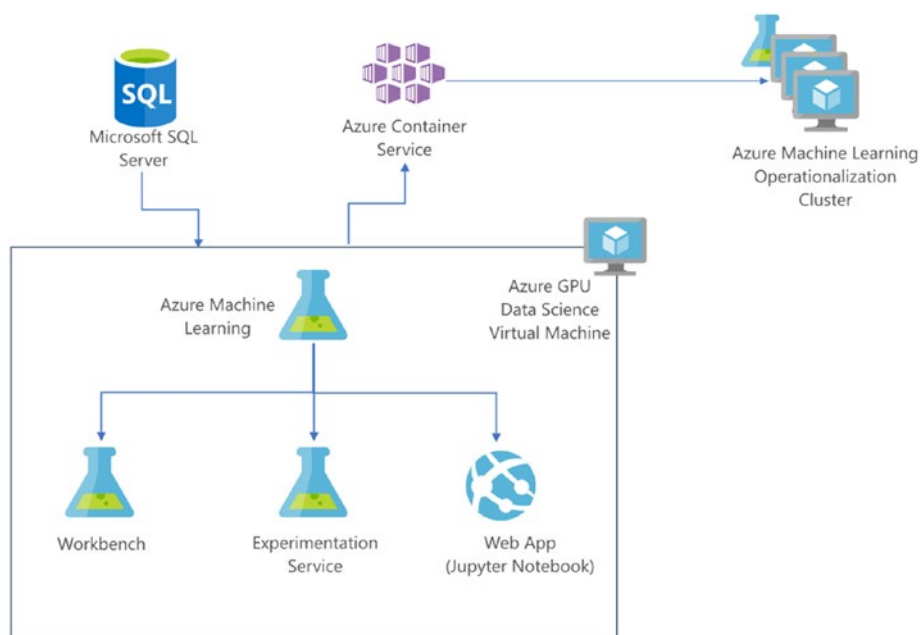 SQL
Microsoft SQL
Server
Azure Container
Service
Azure Machine Learning
Operationalization
Cluster
Azure GPU
Data Science
Virtual Machine
Azure Machine
Learning
Workbench
Experimentation
Service
Web App
(Jupyter Notebook)